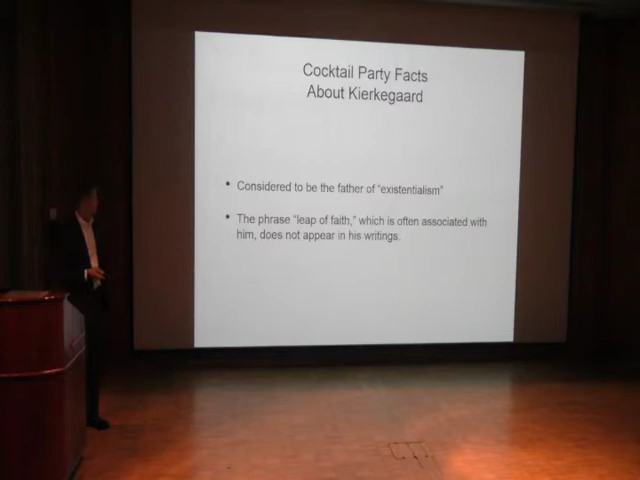 Cocktail Party Facts
About Kierkegaard
• Considered to be the father of "existentialism"
• The phrase "leap of faith," which is often associated with
him, does not appear in his writings.